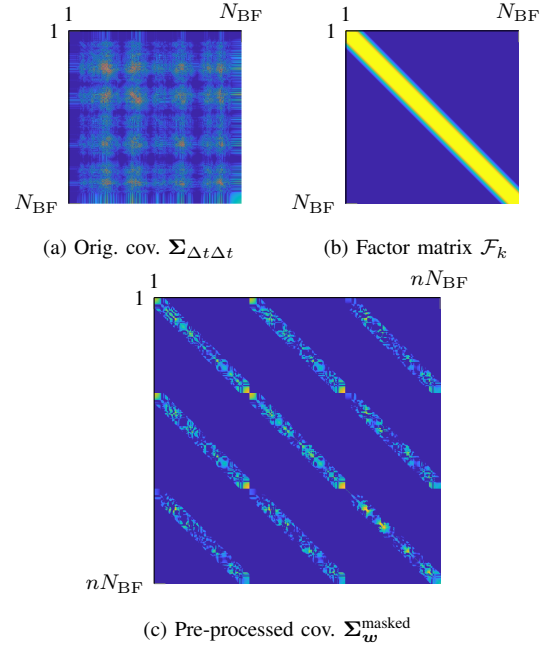 1 N_BF 1 N_BF
1 1
N_BF N_BF
(a) Orig. cov. Σ_ΔtΔt (b) Factor matrix ℱ_k
1 nN_BF
1
nN_BF
(c) Pre-processed cov. Σ_w^masked